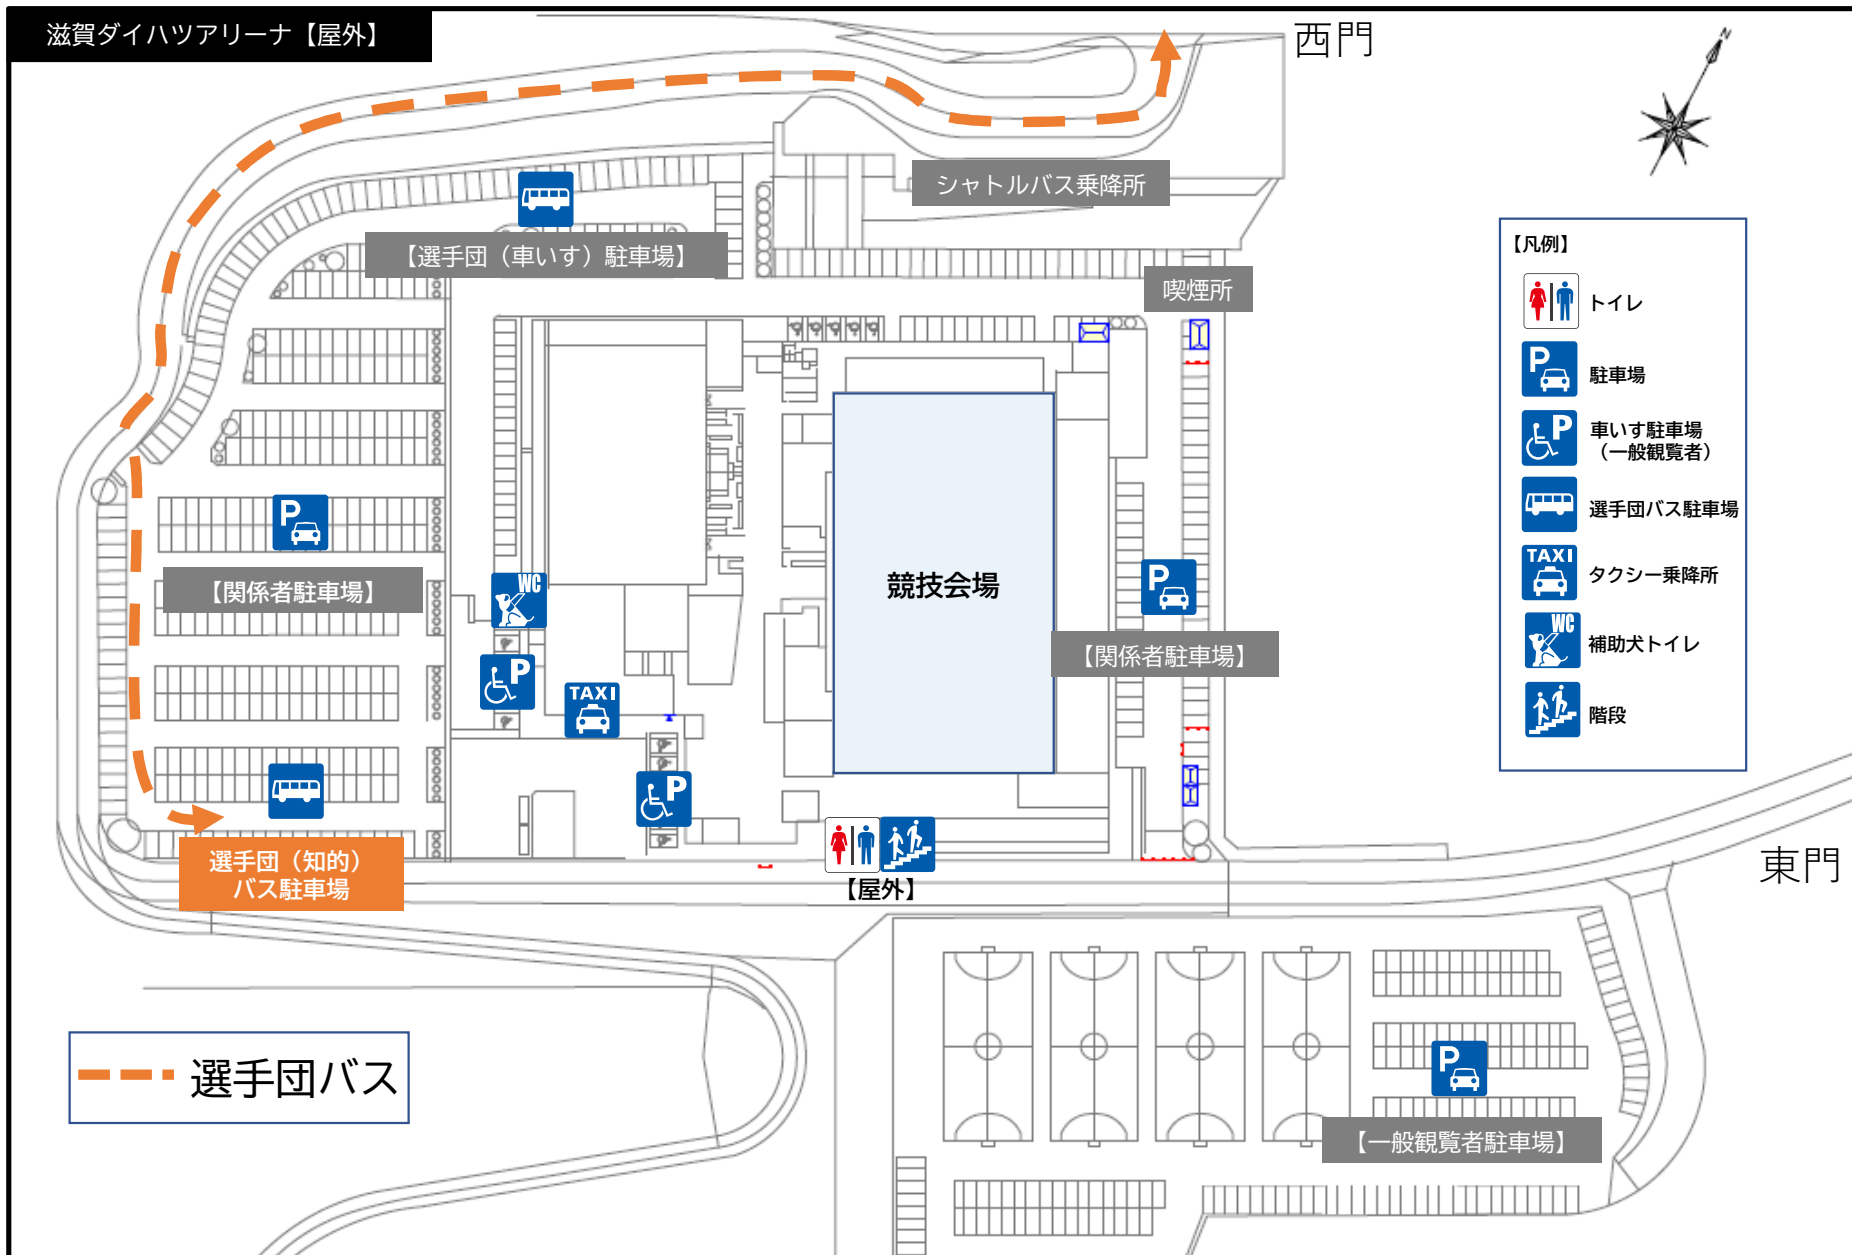 滋賀ダイハツアリーナ【屋外】
西門
N
シャトルバス乗降所
【選手団（車いす）駐車場】
喫煙所
【凡例】
トイレ
P
駐車場
P
車いす駐車場
（一般観覧者）
選手団バス駐車場
TAXI
タクシー乗降所
WC
補助犬トイレ
階段
P
【関係者駐車場】
競技会場
WC
P
【関係者駐車場】
P
TAXI
P
選手団（知的）
バス駐車場
【屋外】
東門
選手団バス
P
【一般観覧者駐車場】